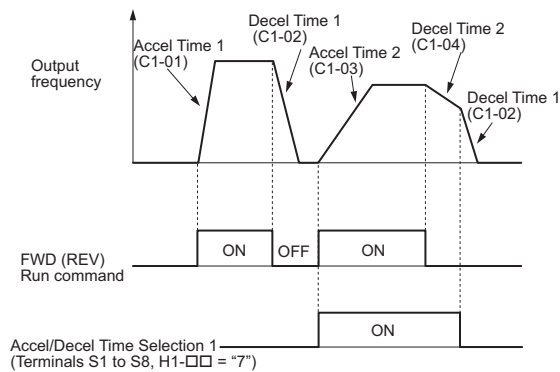 Output
frequency
Accel Time 1
(C1-01)
Decel Time 1
(C1-02)
Accel Time 2
(C1-03)
Decel Time 2
(C1-04)
Decel Time 1
(C1-02)
FWD (REV)
Run command
ON
OFF
ON
Accel/Decel Time Selection 1
(Terminals S1 to S8, H1-□□ = “7”)
ON